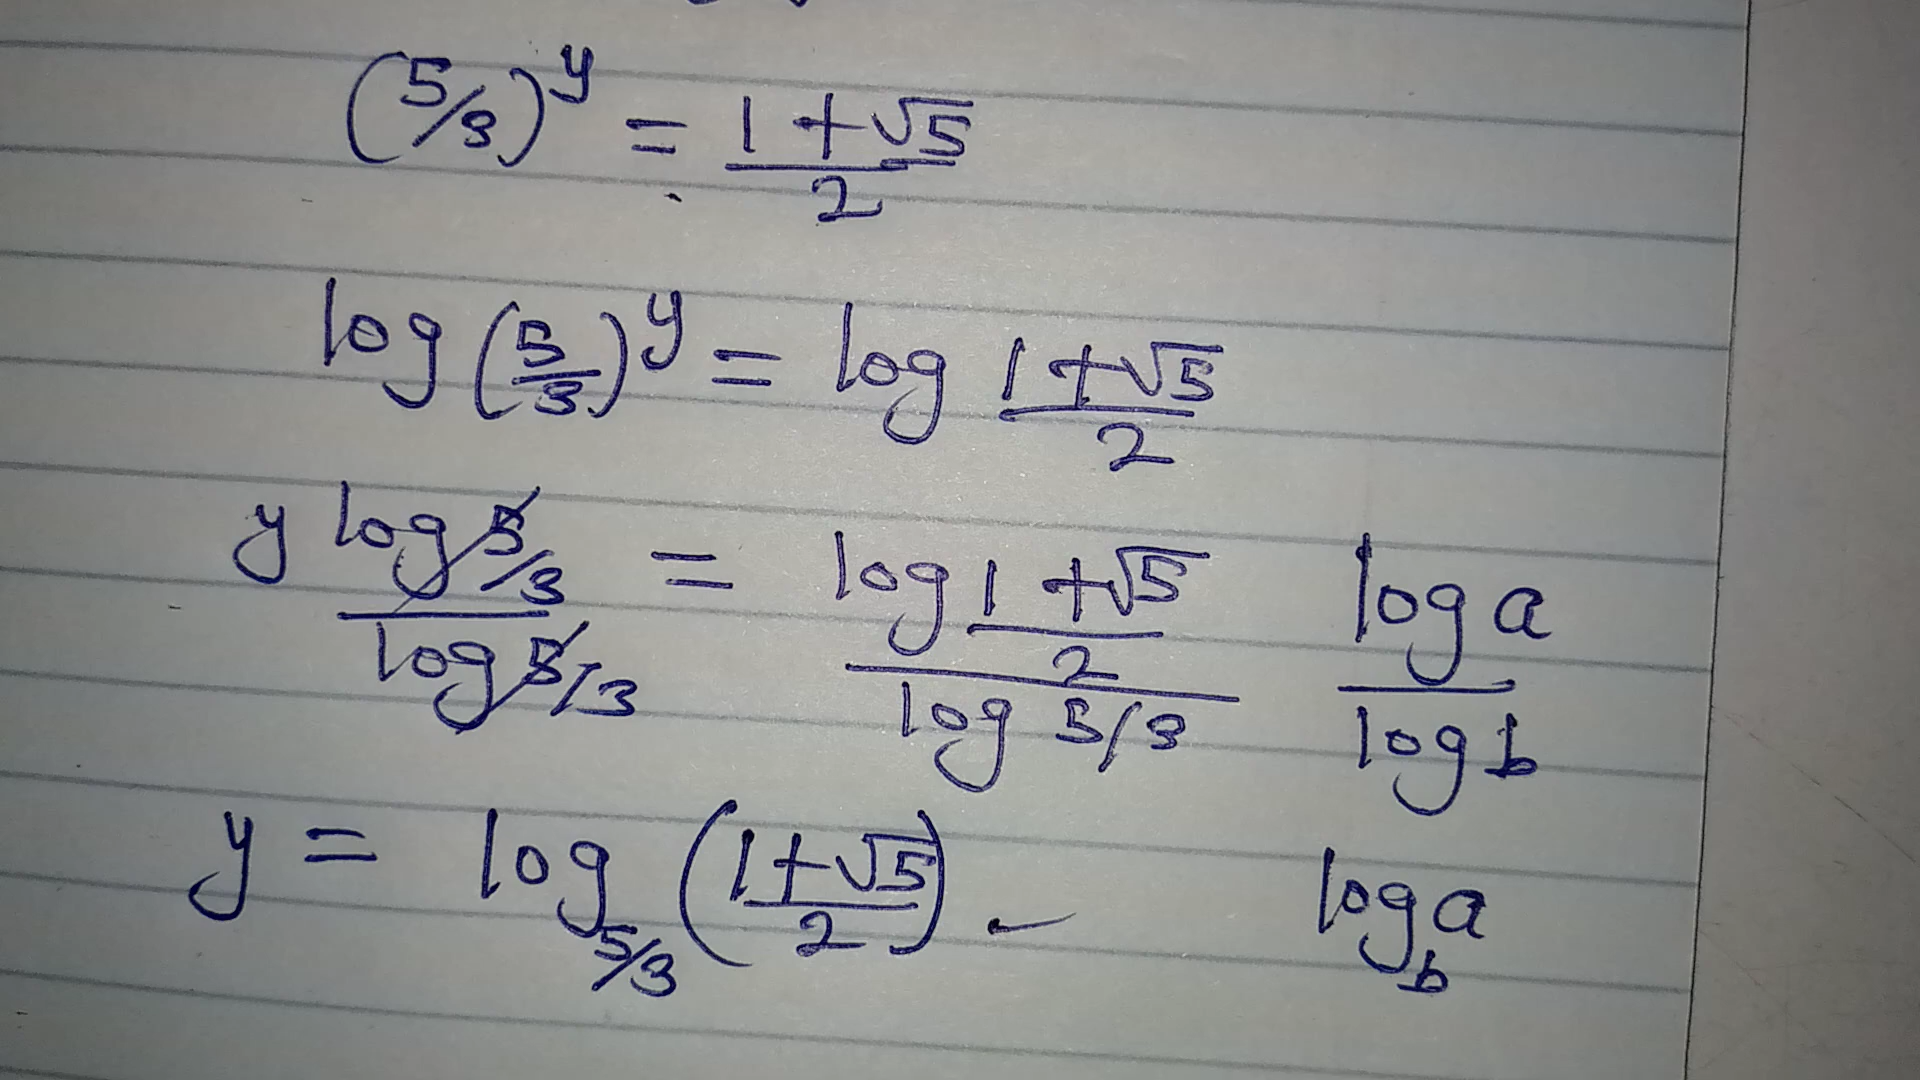 (5/3)^y = (1+√5)/2
log (5/3)^y = log (1+√5)/2
y log 5/3 / log 5/3 = log (1+√5)/2 / log 5/3    log a / log b
y = log_{5/3} ((1+√5)/2)    log_b a